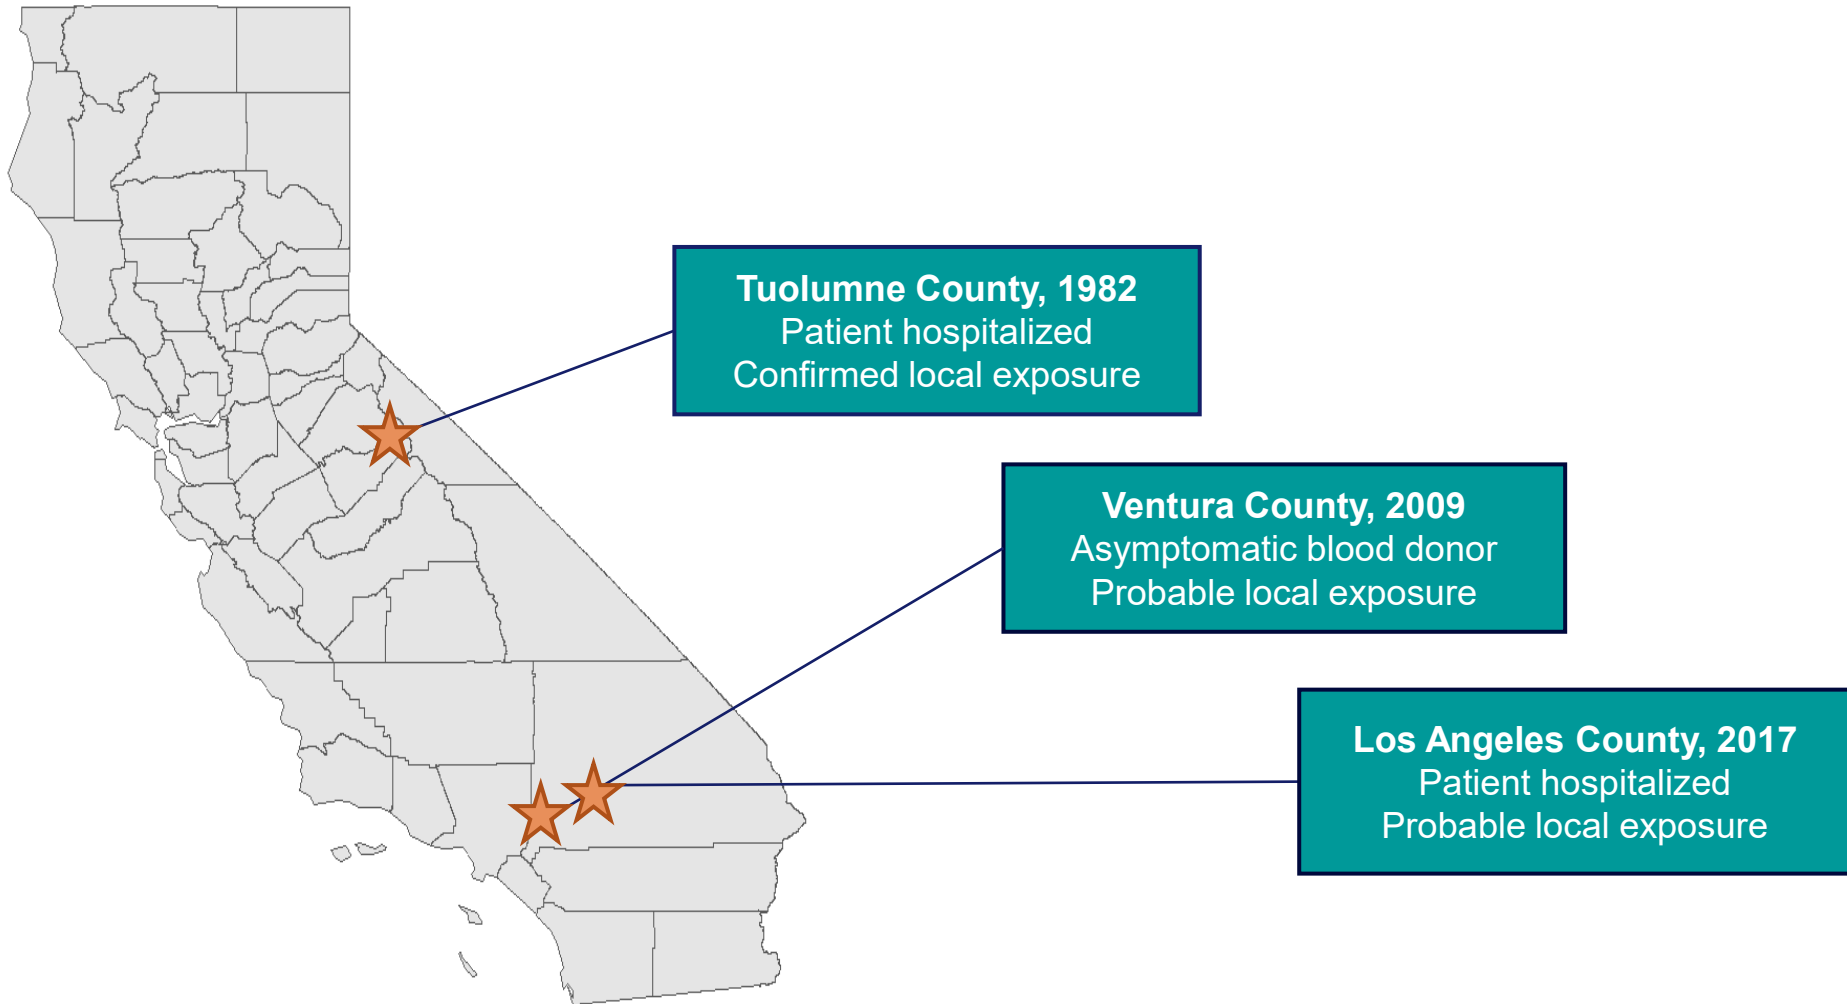 Tuolumne County, 1982
Patient hospitalized
Confirmed local exposure
Ventura County, 2009
Asymptomatic blood donor
Probable local exposure
Los Angeles County, 2017
Patient hospitalized
Probable local exposure